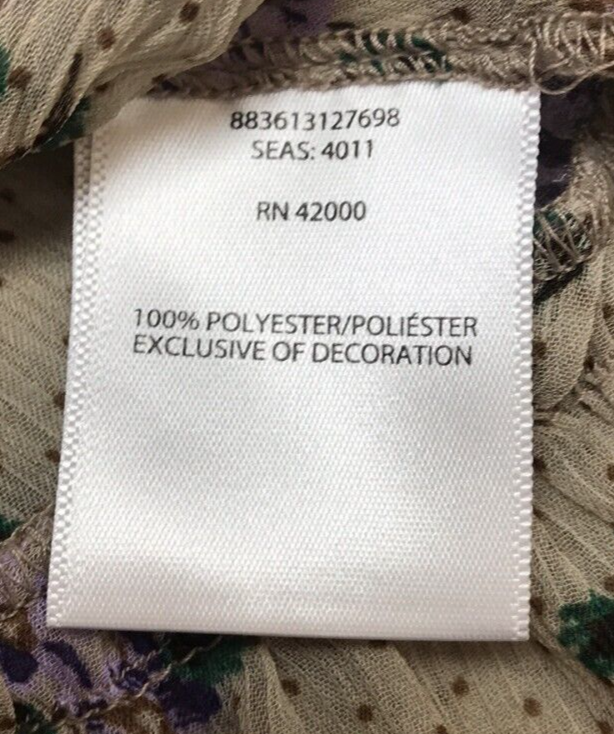 883613127698
SEAS: 4011
RN 42000
100% POLYESTER/POLIÉSTER
EXCLUSIVE OF DECORATION